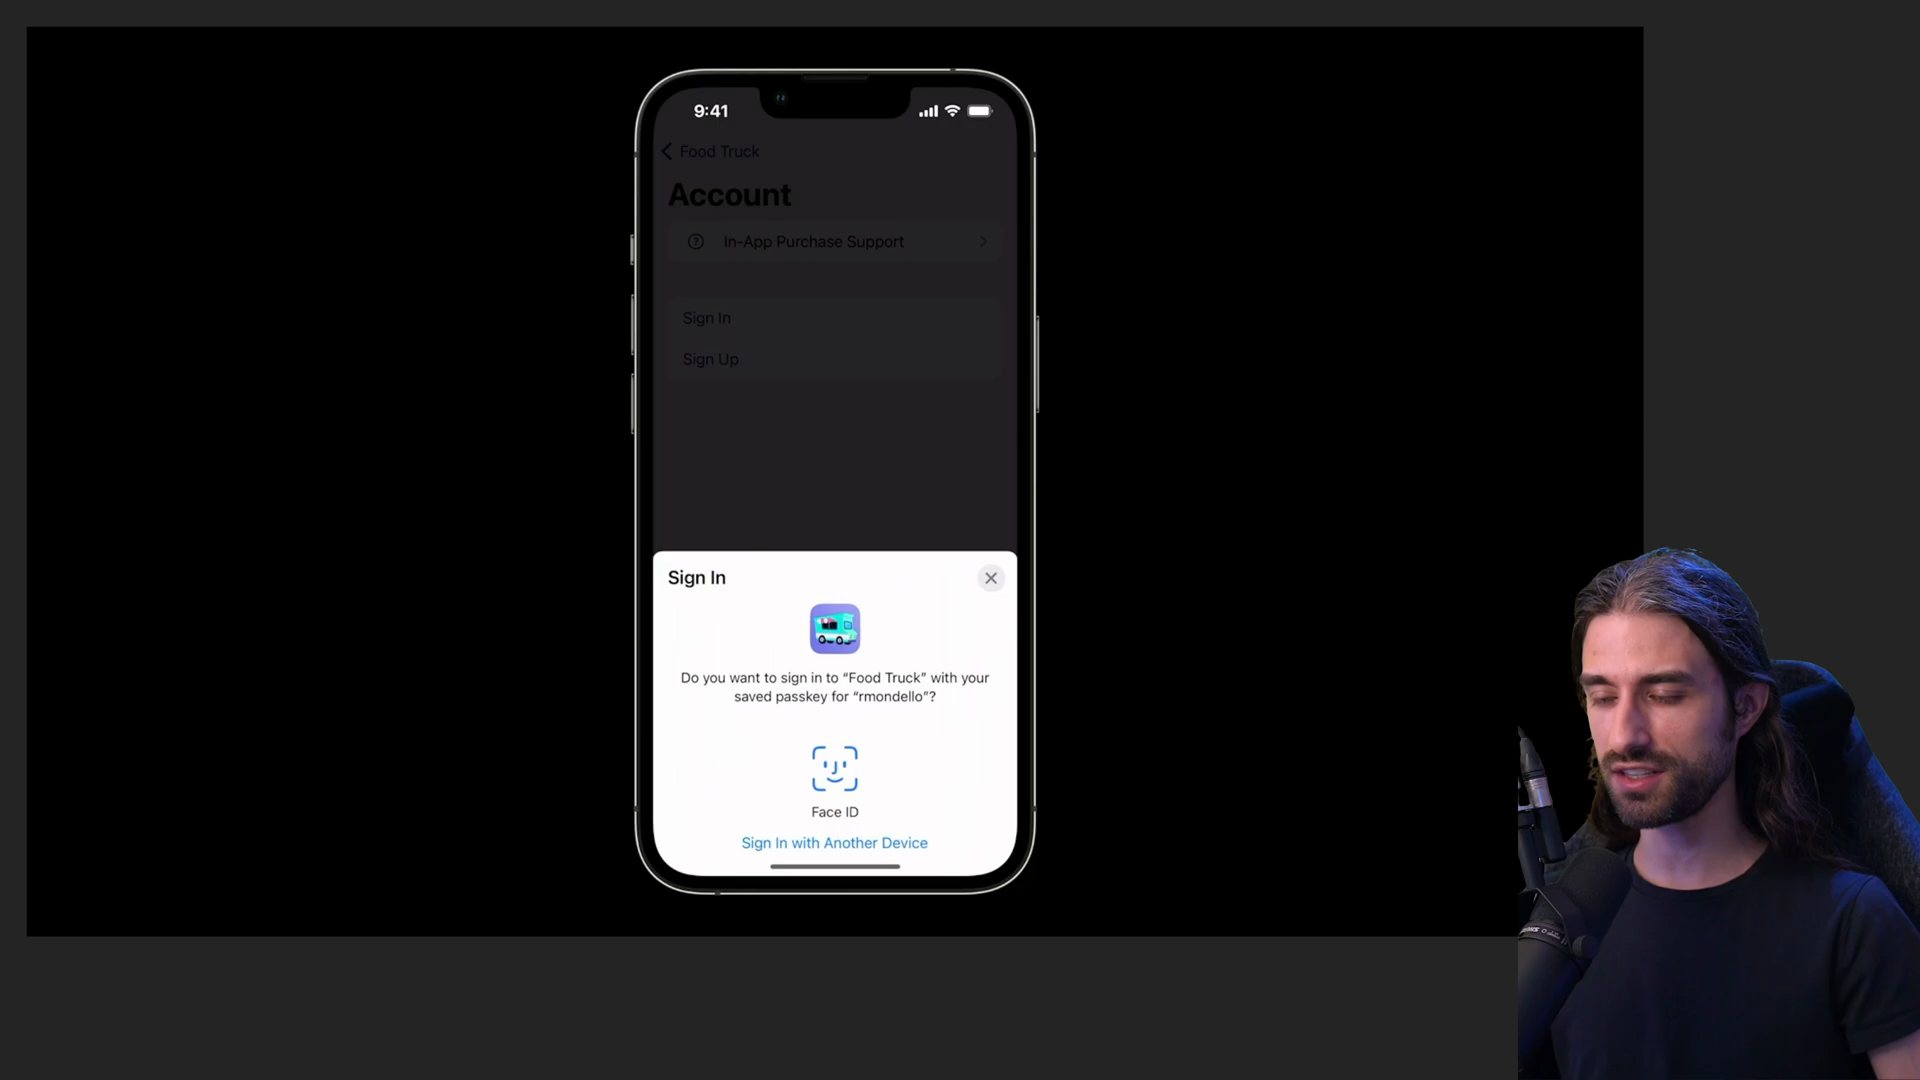 9:41
Food Truck
Account
In-App Purchase Support
Sign In
Sign Up
Sign In
Do you want to sign in to “Food Truck” with your
saved passkey for “rmondello”?
Face ID
Sign In with Another Device